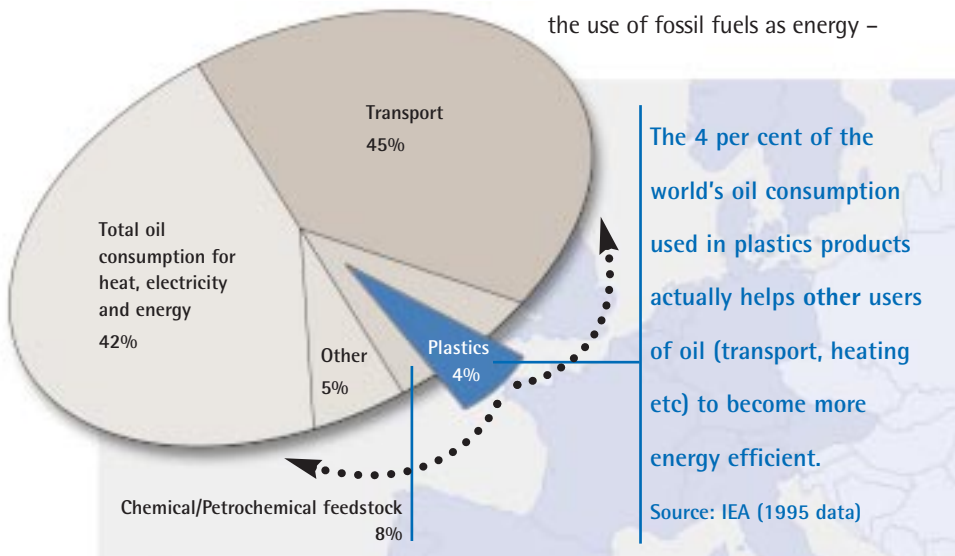 the use of fossil fuels as energy –
Transport
45%
Total oil
consumption for
heat, electricity
and energy
42%
Other
5%
Plastics
4%
Chemical/Petrochemical feedstock
8%
The 4 per cent of the
world's oil consumption
used in plastics products
actually helps other users
of oil (transport, heating
etc) to become more
energy efficient.
Source: IEA (1995 data)